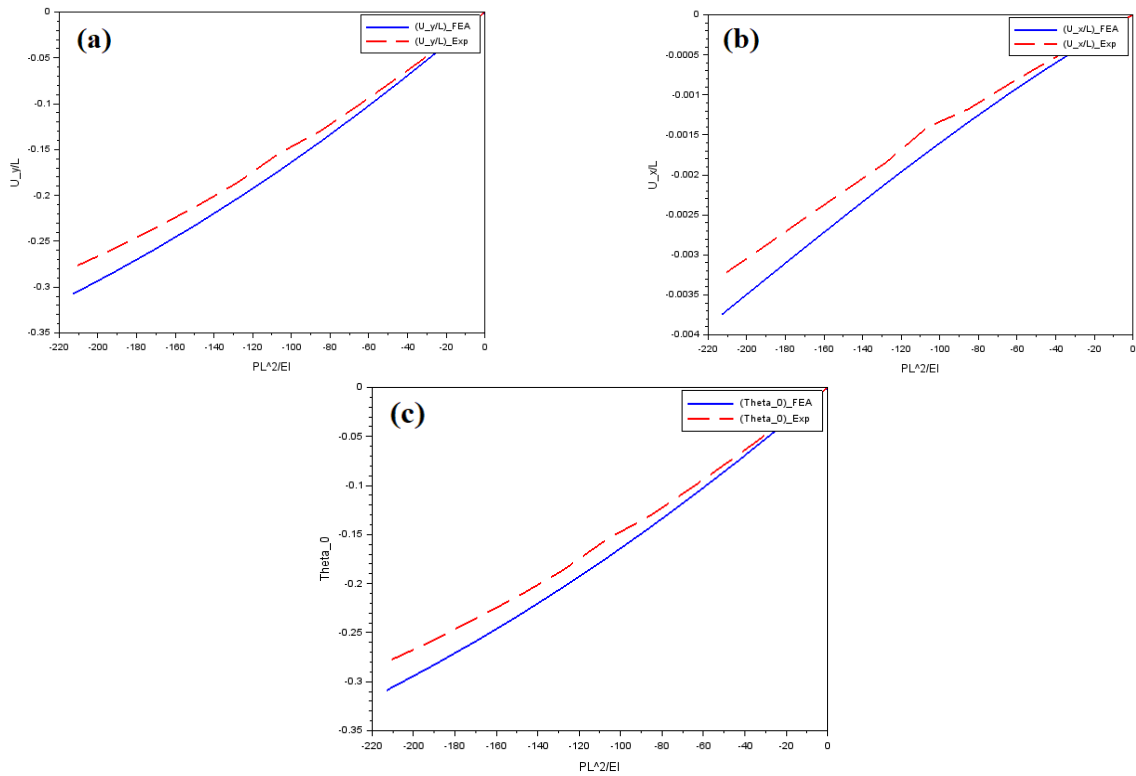 (a)
(U_y/L)_FEA
(U_y/L)_Exp
U_y/L
0
-0.05
-0.1
-0.15
-0.2
-0.25
-0.3
-0.35
-220 -200 -180 -160 -140 -120 -100 -80 -60 -40 -20 0
PL^2/EI
(b)
(U_x/L)_FEA
(U_x/L)_Exp
U_x/L
0
-0.0005
-0.001
-0.0015
-0.002
-0.0025
-0.003
-0.0035
-0.004
-220 -200 -180 -160 -140 -120 -100 -80 -60 -40 -20 0
PL^2/EI
(c)
(Theta_0)_FEA
(Theta_0)_Exp
Theta_0
0
-0.05
-0.1
-0.15
-0.2
-0.25
-0.3
-0.35
-220 -200 -180 -160 -140 -120 -100 -80 -60 -40 -20 0
PL^2/EI